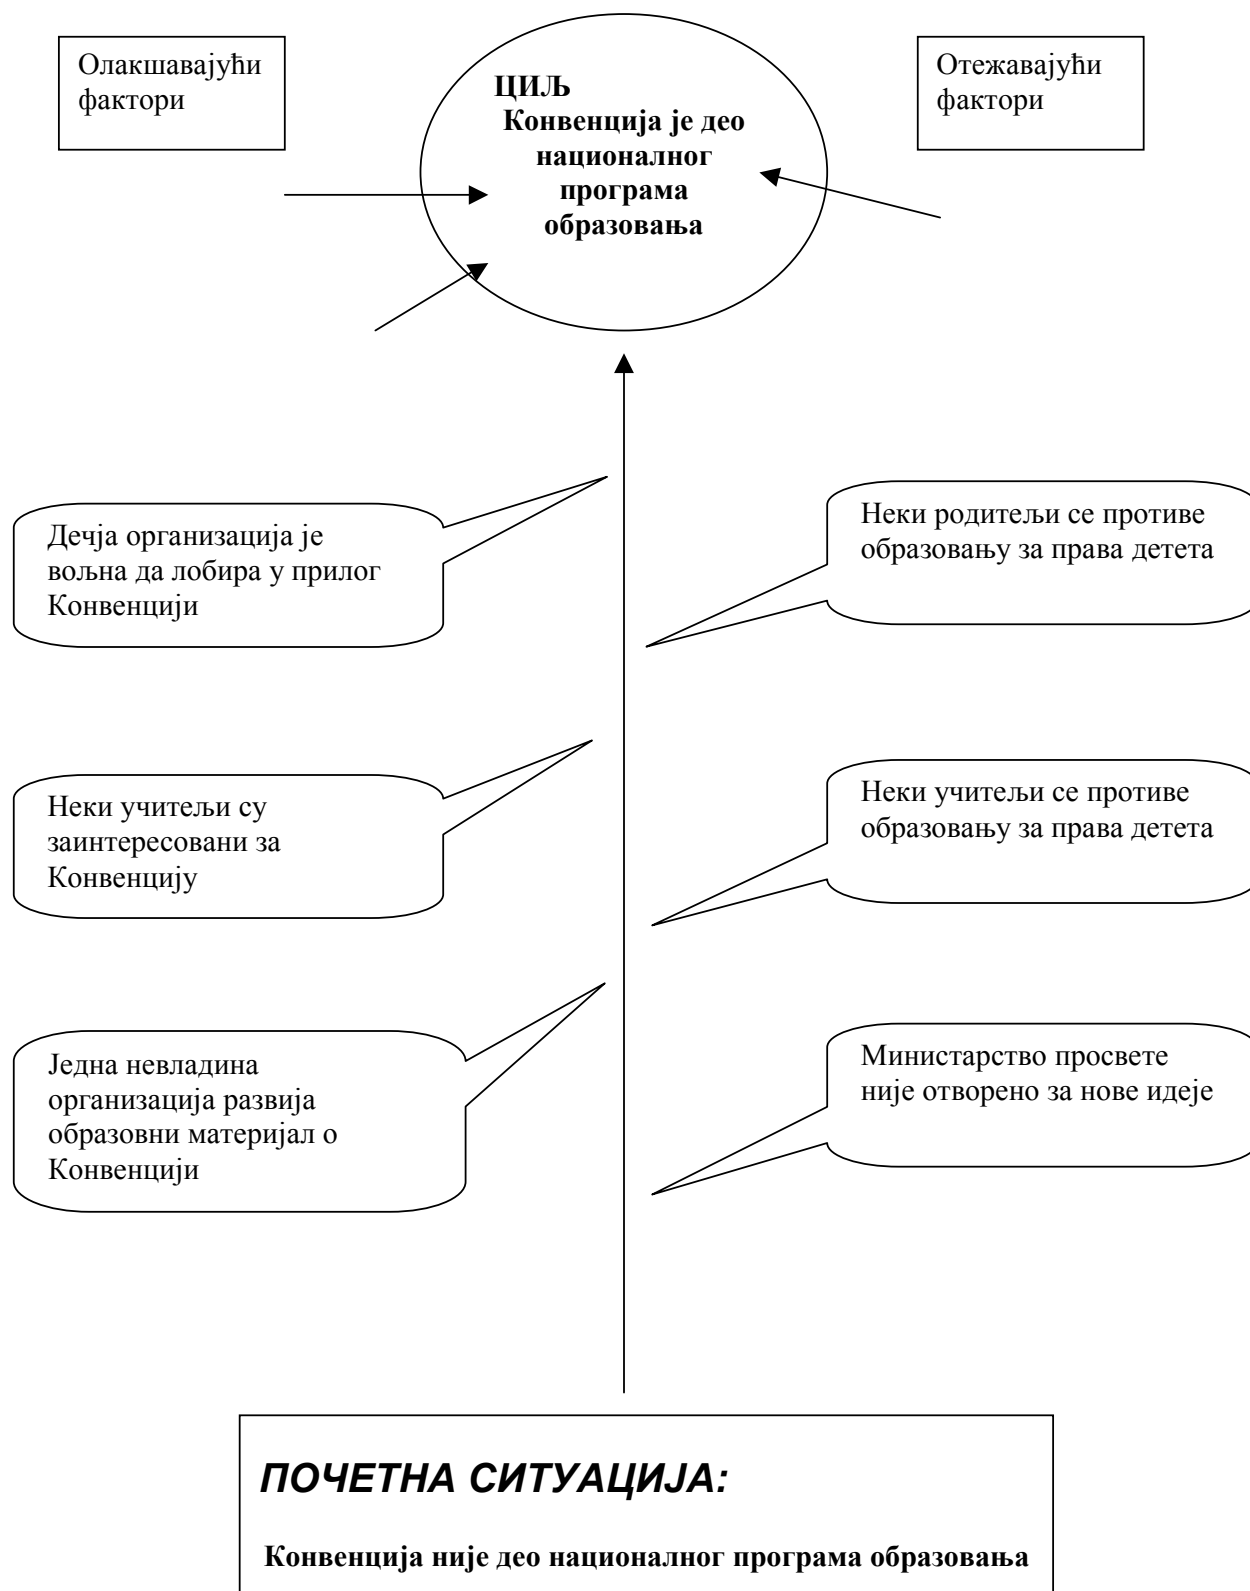 Олакшавајући
фактори
ЦИЉ
Конвенција је део
националног
програма
образовања
Отежавајући
фактори
Дечја организација је
вољна да лобира у прилог
Конвенцији
Неки родитељи се противе
образовању за права детета
Неки учитељи су
заинтересовани за
Конвенцију
Неки учитељи се противе
образовању за права детета
Једна невладина
организација развија
образовни материјал о
Конвенцији
Министарство просвете
није отворено за нове идеје
ПОЧЕТНА СИТУАЦИЈА:
Конвенција није део националног програма образовања